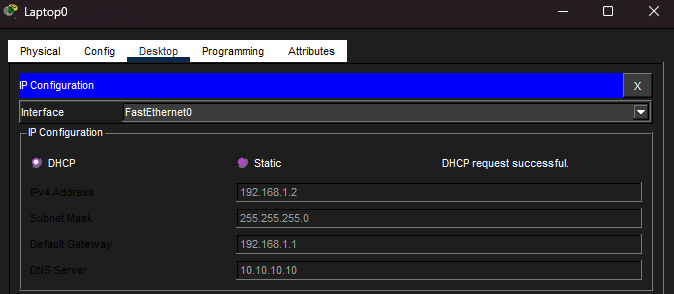 Laptop0
Physical Config Desktop Programming Attributes
IP Configuration X
Interface FastEthernet0
IP Configuration
DHCP Static DHCP request successful.
IPv4 Address 192.168.1.2
Subnet Mask 255.255.255.0
Default Gateway 192.168.1.1
DNS Server 10.10.10.10